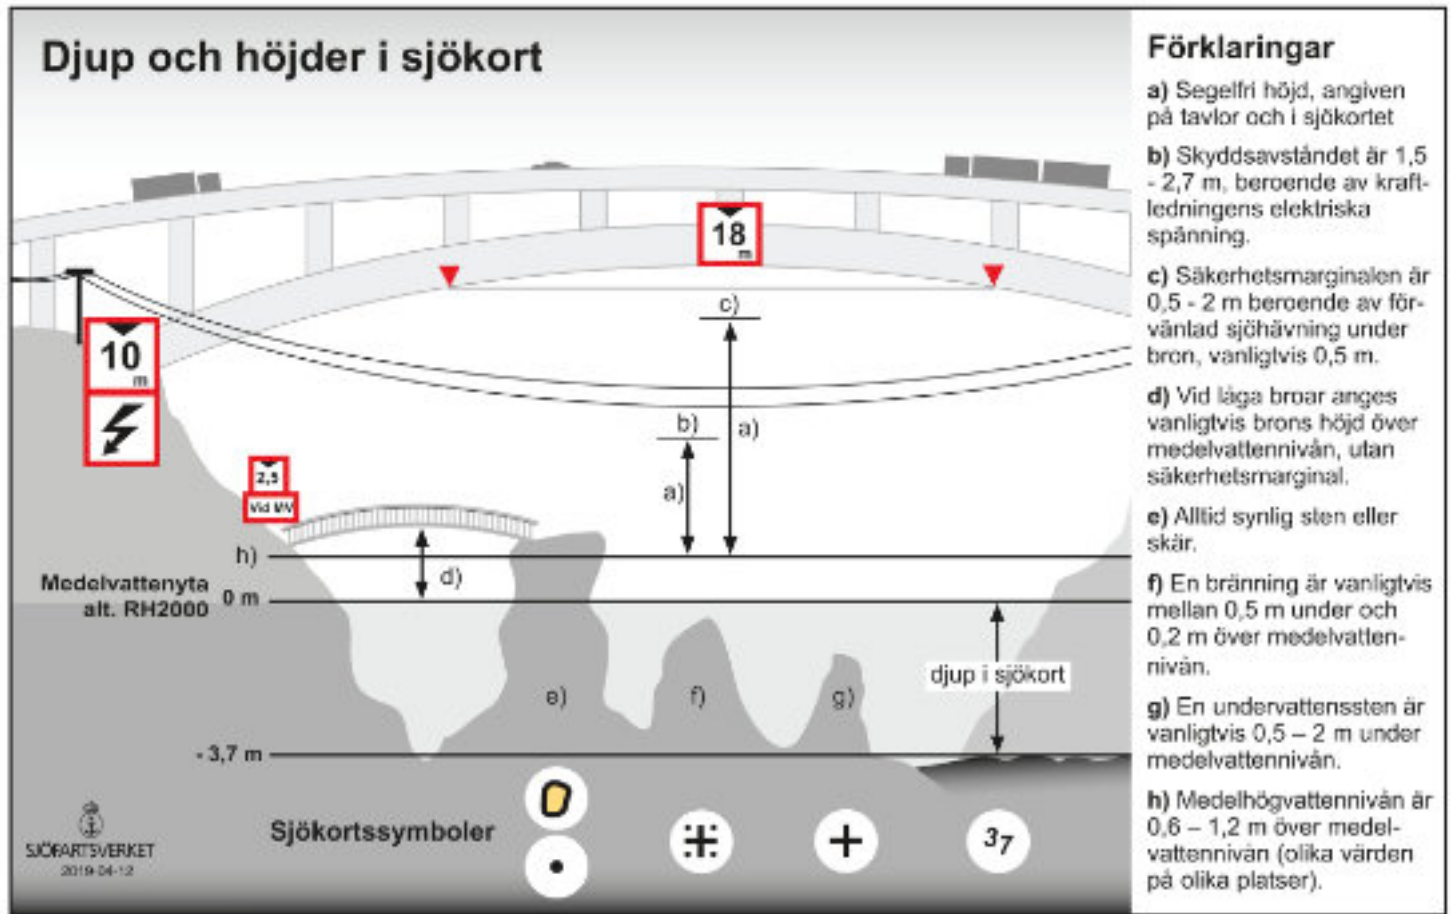 Djup och höjder i sjökort
18
m
c)
10
m
b)
a)
a)
2,5
Vid MV
h)
d)
Medelvattenyta
alt. RH2000
0 m
djup i sjökort
e)
f)
g)
- 3,7 m
Sjökortssymboler
37
SJÖFARTSVERKET
2019-04-12
Förklaringar
a) Segelfri höjd, angiven
på tavlor och i sjökortet
b) Skyddsavståndet är 1,5
- 2,7 m, beroende av kraft-
ledningens elektriska
spänning.
c) Säkerhetsmarginalen är
0,5 - 2 m beroende av för-
väntad sjöhävning under
bron, vanligtvis 0,5 m.
d) Vid låga broar anges
vanligtvis brons höjd över
medelvattennivån, utan
säkerhetsmarginal.
e) Alltid synlig sten eller
skär.
f) En bränning är vanligtvis
mellan 0,5 m under och
0,2 m över medelvatten-
nivån.
g) En undervattenssten är
vanligtvis 0,5 – 2 m under
medelvattennivån.
h) Medelhögvattennivån är
0,6 – 1,2 m över medel-
vattennivån (olika värden
på olika platser).